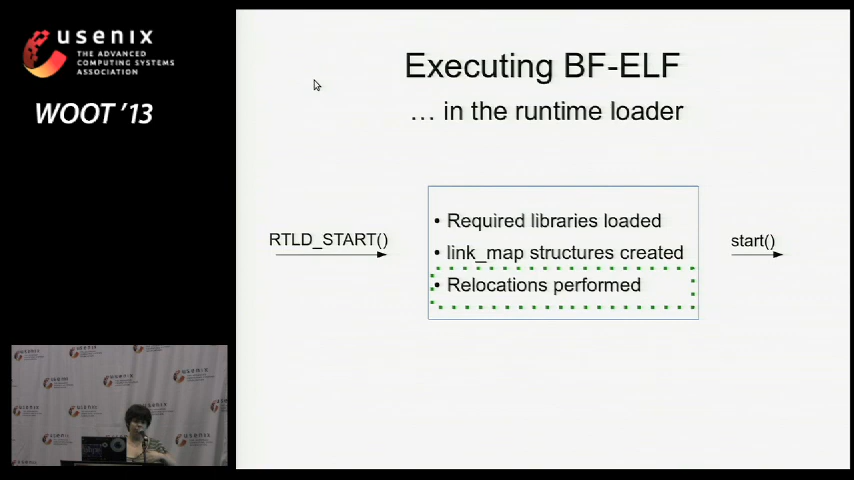 usenix
THE ADVANCED
COMPUTING SYSTEMS
ASSOCIATION
WOOT '13
Executing BF-ELF
... in the runtime loader
RTLD_START()
• Required libraries loaded
• link_map structures created
• Relocations performed
start()
usenix